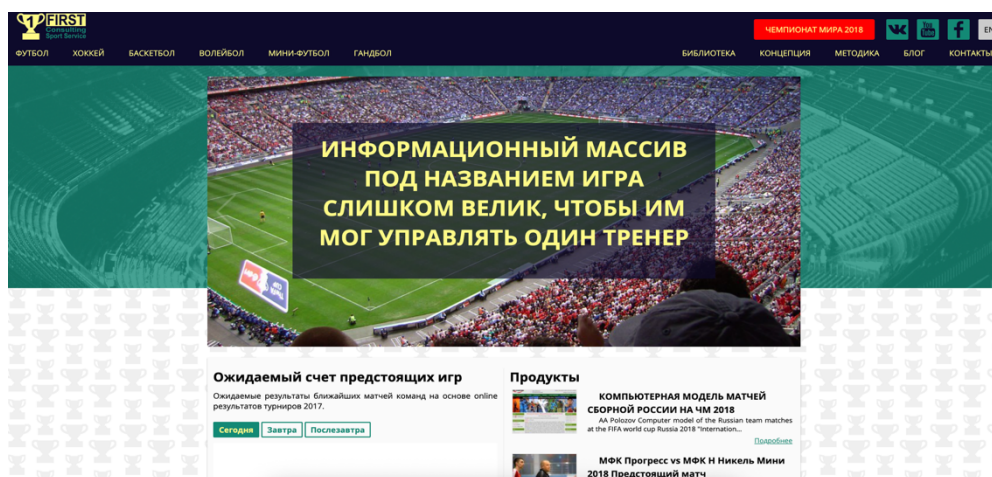 1 FIRST
Consulting
Sport Service
ЧЕМПИОНАТ МИРА 2018
You
Tube
f
EN
ФУТБОЛ ХОККЕЙ БАСКЕТБОЛ ВОЛЕЙБОЛ МИНИ-ФУТБОЛ ГАНДБОЛ БИБЛИОТЕКА КОНЦЕПЦИЯ МЕТОДИКА БЛОГ КОНТАКТЫ
ИНФОРМАЦИОННЫЙ МАССИВ
ПОД НАЗВАНИЕМ ИГРА
СЛИШКОМ ВЕЛИК, ЧТОБЫ ИМ
МОГ УПРАВЛЯТЬ ОДИН ТРЕНЕР
Ожидаемый счет предстоящих игр
Ожидаемые результаты ближайших матчей команд на основе online
результатов турниров 2017.
Сегодня Завтра Послезавтра
Продукты
КОМПЬЮТЕРНАЯ МОДЕЛЬ МАТЧЕЙ
СБОРНОЙ РОССИИ НА ЧМ 2018
AA Polozov Computer model of the Russian team matches
at the FIFA world cup Russia 2018 "Internation...
Подробнее
МФК Прогресс vs МФК Н Никель Мини
2018 Предстоящий матч